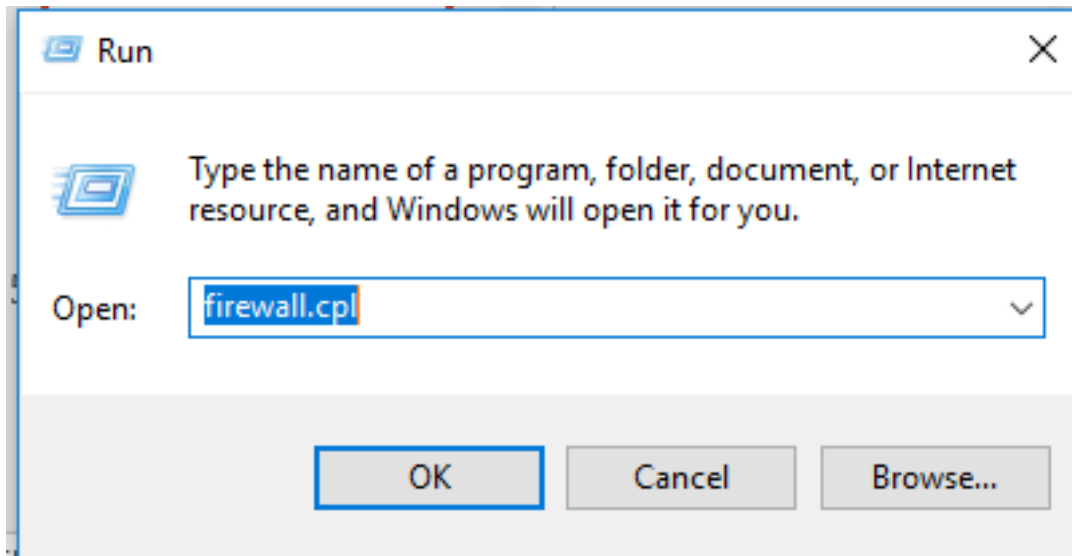 Run
Type the name of a program, folder, document, or Internet
resource, and Windows will open it for you.
Open: firewall.cpl
OK Cancel Browse...